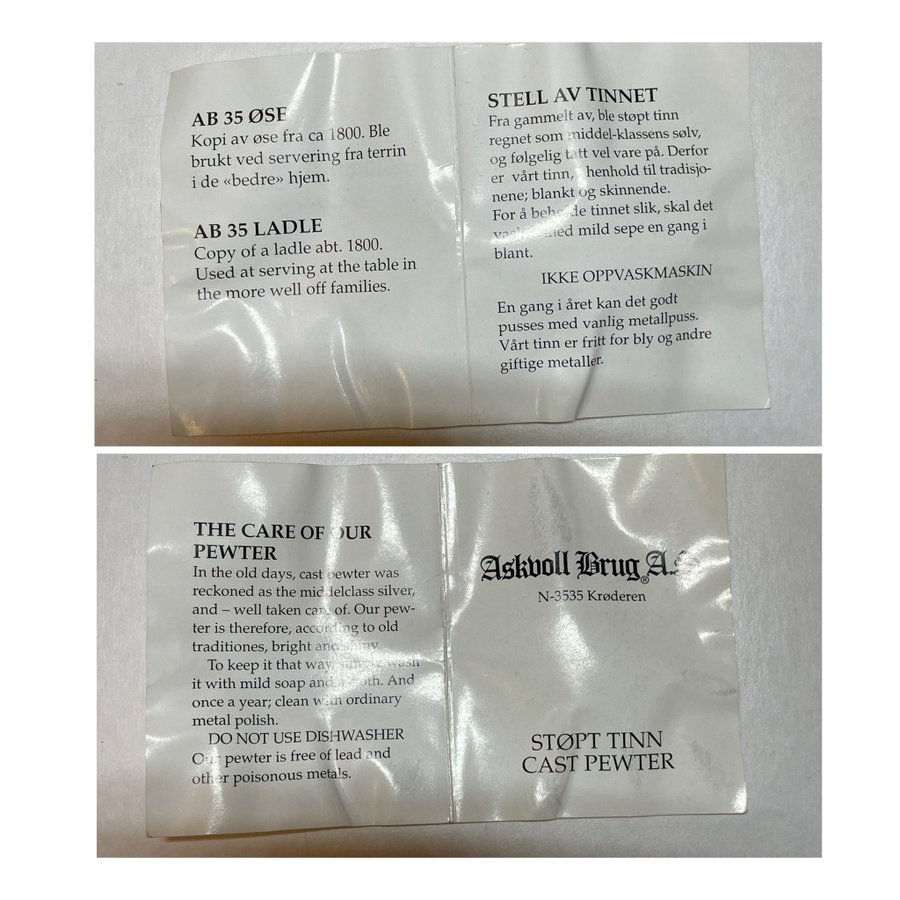 AB 35 ØSE
Kopi av øse fra ca 1800. Ble
brukt ved servering fra terrin
i de «bedre» hjem.
AB 35 LADLE
Copy of a ladle abt. 1800.
Used at serving at the table in
the more well off families.
STELL AV TINNET
Fra gammelt av, ble støpt tinn
regnet som middel-klassens sølv,
og følgelig tatt vel vare på. Derfor
er vårt tinn, i henhold til tradisjo-
nene; blankt og skinnende.
For å beholde tinnet slik, skal det
vaskes med mild sepe en gang i
blant.
IKKE OPPVASKMASKIN
En gang i året kan det godt
pusses med vanlig metallpuss.
Vårt tinn er fritt for bly og andre
giftige metaller.
THE CARE OF OUR
PEWTER
In the old days, cast pewter was
reckoned as the middelclass silver,
and – well taken care of. Our pew-
ter is therefore, according to old
traditiones, bright and shiny.
To keep it that way, simply wash
it with mild soap and a cloth. And
once a year; clean with ordinary
metal polish.
DO NOT USE DISHWASHER
Our pewter is free of lead and
other poisonous metals.
Askvoll Brug® A.S
N-3535 Krøderen
STØPT TINN
CAST PEWTER